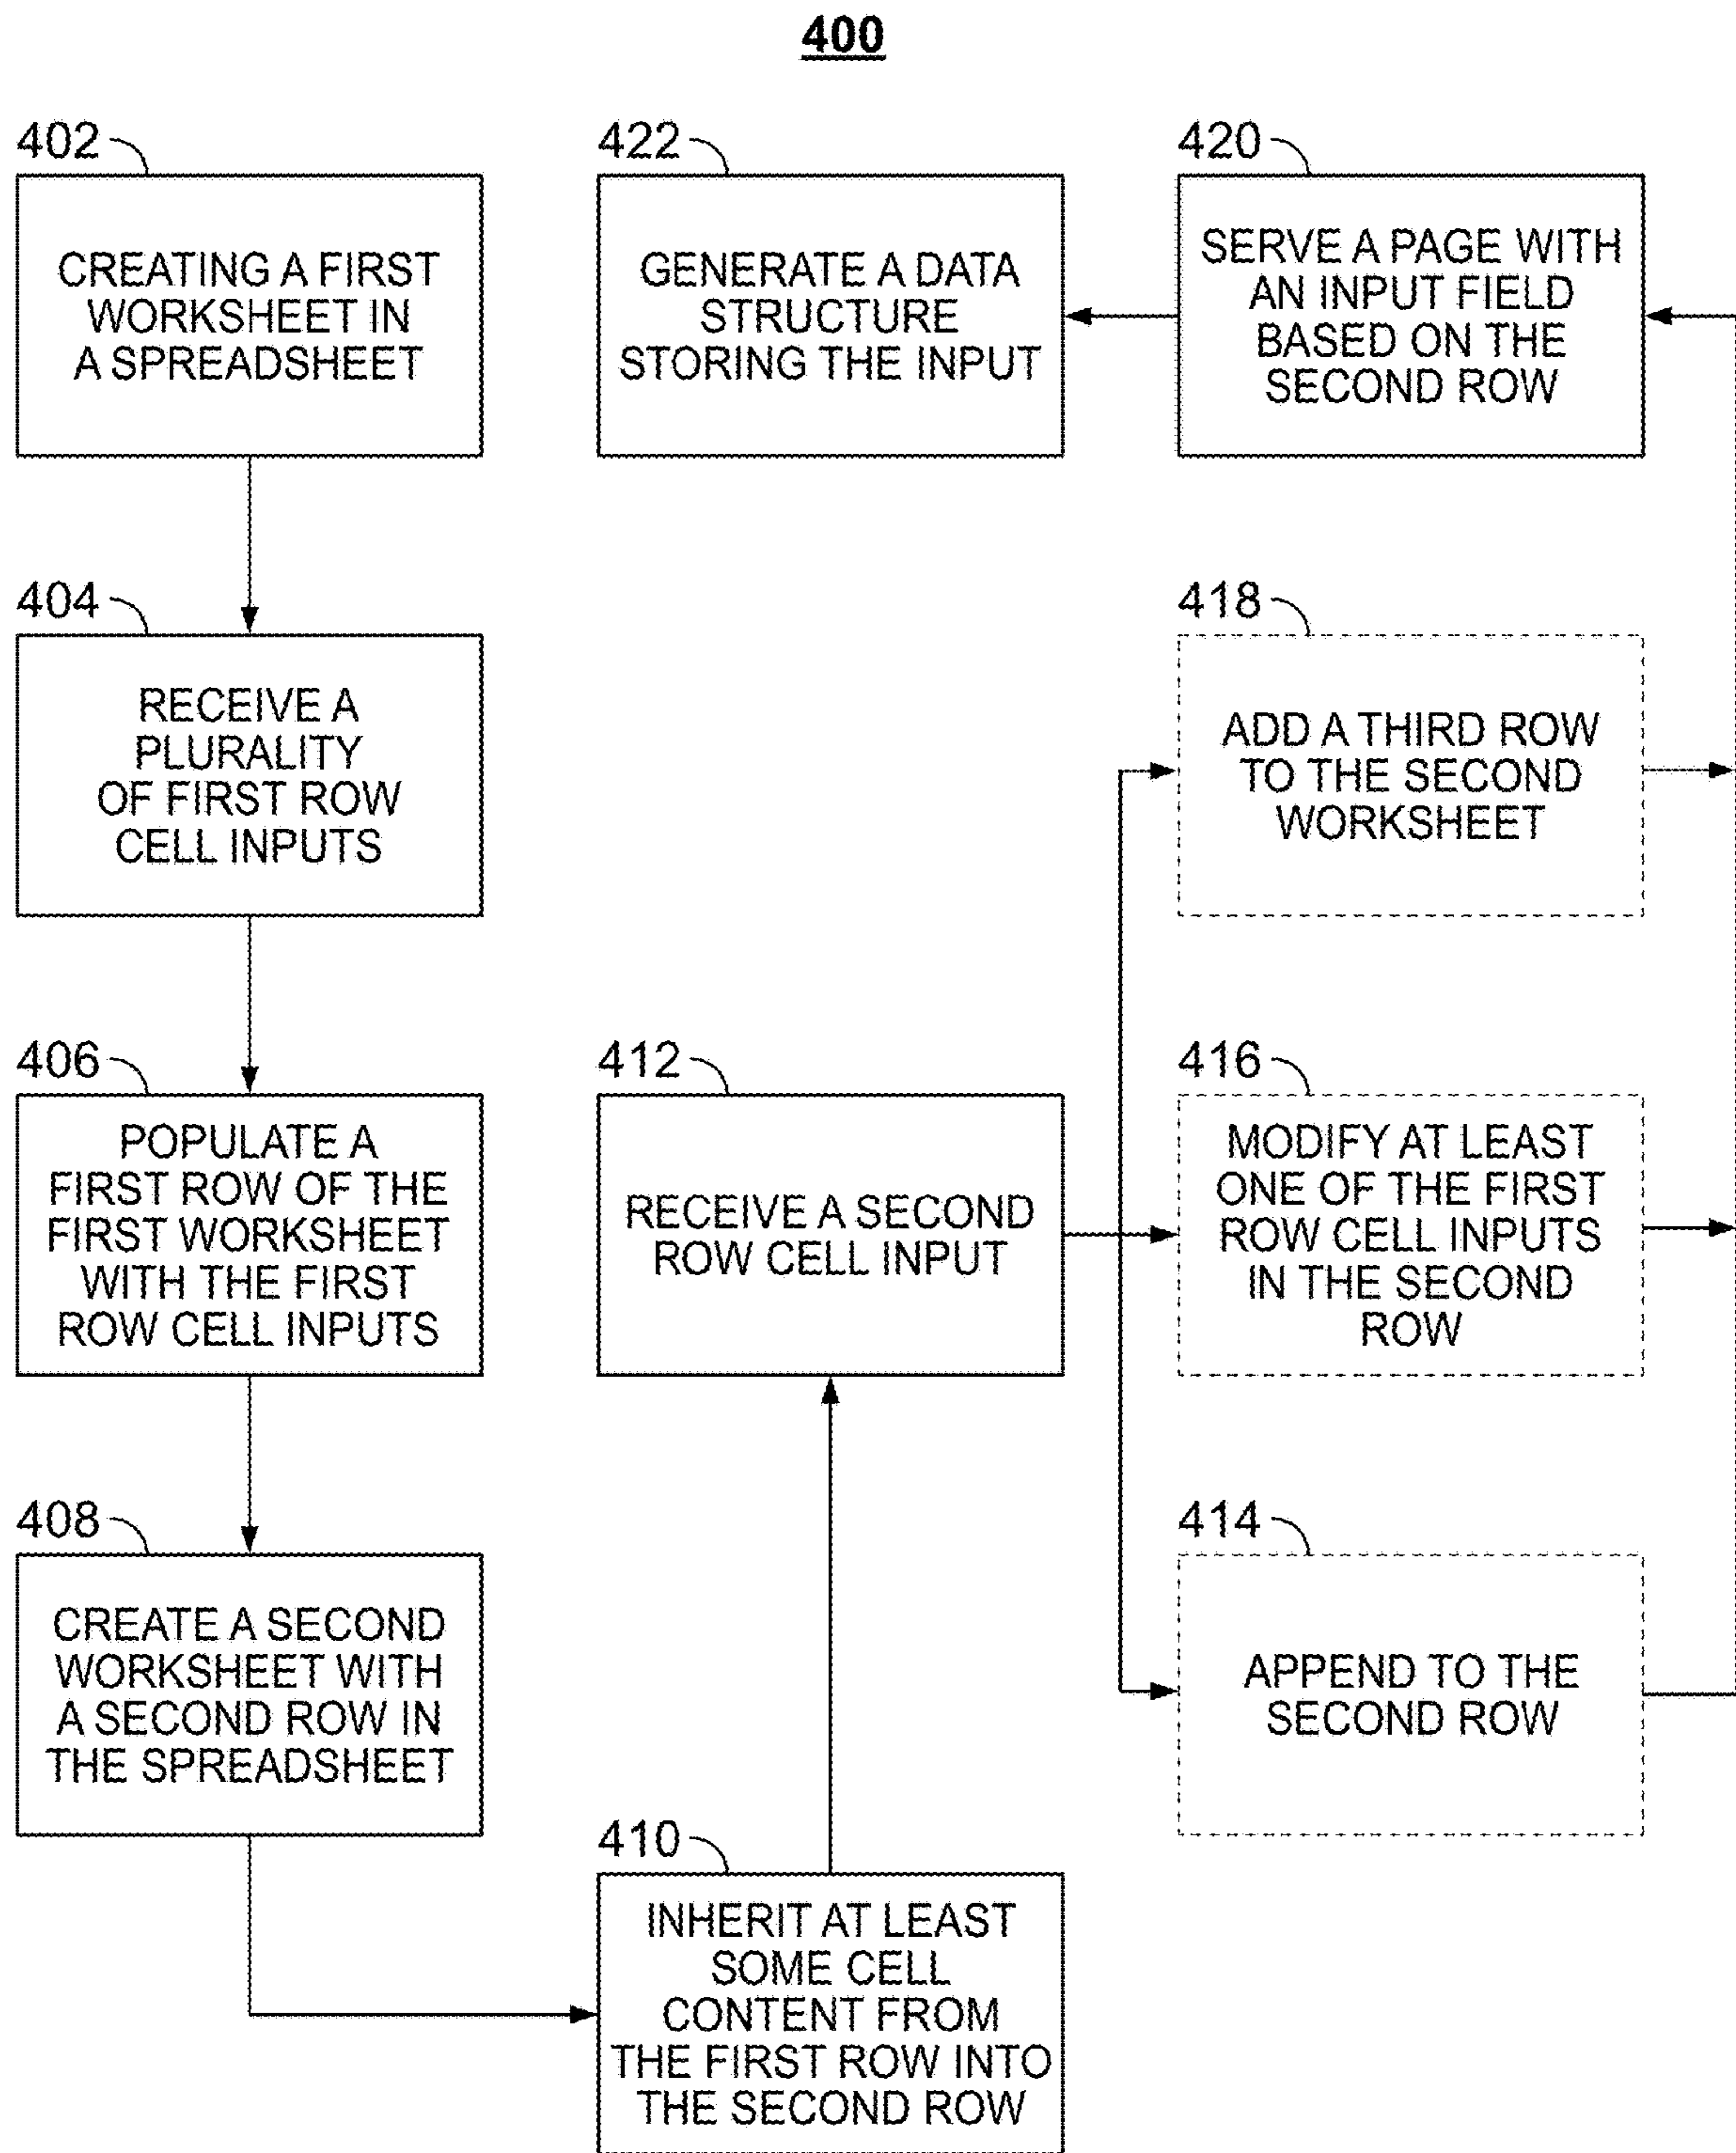 400
402
CREATING A FIRST
WORKSHEET IN
A SPREADSHEET
404
RECEIVE A
PLURALITY
OF FIRST ROW
CELL INPUTS
406
POPULATE A
FIRST ROW OF THE
FIRST WORKSHEET
WITH THE FIRST
ROW CELL INPUTS
408
CREATE A SECOND
WORKSHEET WITH
A SECOND ROW IN
THE SPREADSHEET
410
INHERIT AT LEAST
SOME CELL
CONTENT FROM
THE FIRST ROW INTO
THE SECOND ROW
412
RECEIVE A SECOND
ROW CELL INPUT
414
APPEND TO THE
SECOND ROW
416
MODIFY AT LEAST
ONE OF THE FIRST
ROW CELL INPUTS
IN THE SECOND
ROW
418
ADD A THIRD ROW
TO THE SECOND
WORKSHEET
420
SERVE A PAGE WITH
AN INPUT FIELD
BASED ON THE
SECOND ROW
422
GENERATE A DATA
STRUCTURE
STORING THE INPUT